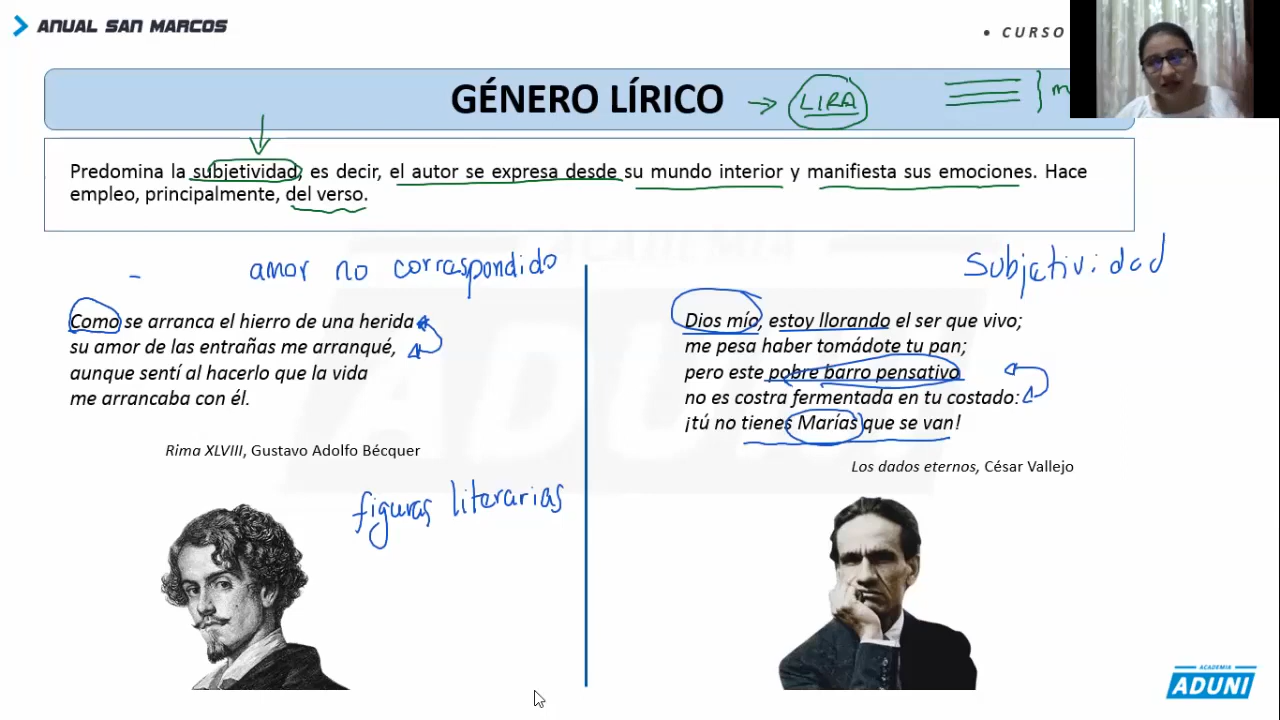 ANUAL SAN MARCOS
• CURSO
GÉNERO LÍRICO → LIRA
Predomina la subjetividad, es decir, el autor se expresa desde su mundo interior y manifiesta sus emociones. Hace
empleo, principalmente, del verso.
amor no correspondido
Como se arranca el hierro de una herida
su amor de las entrañas me arranqué,
aunque sentí al hacerlo que la vida
me arrancaba con él.
Rima XLVIII, Gustavo Adolfo Bécquer
figuras literarias
Subjetividad
Dios mío, estoy llorando el ser que vivo;
me pesa haber tomádote tu pan;
pero este pobre barro pensativo
no es costra fermentada en tu costado:
¡tú no tienes Marías que se van!
Los dados eternos, César Vallejo
ACADEMIA
ADUNI
ACADEMIA
ADUNI